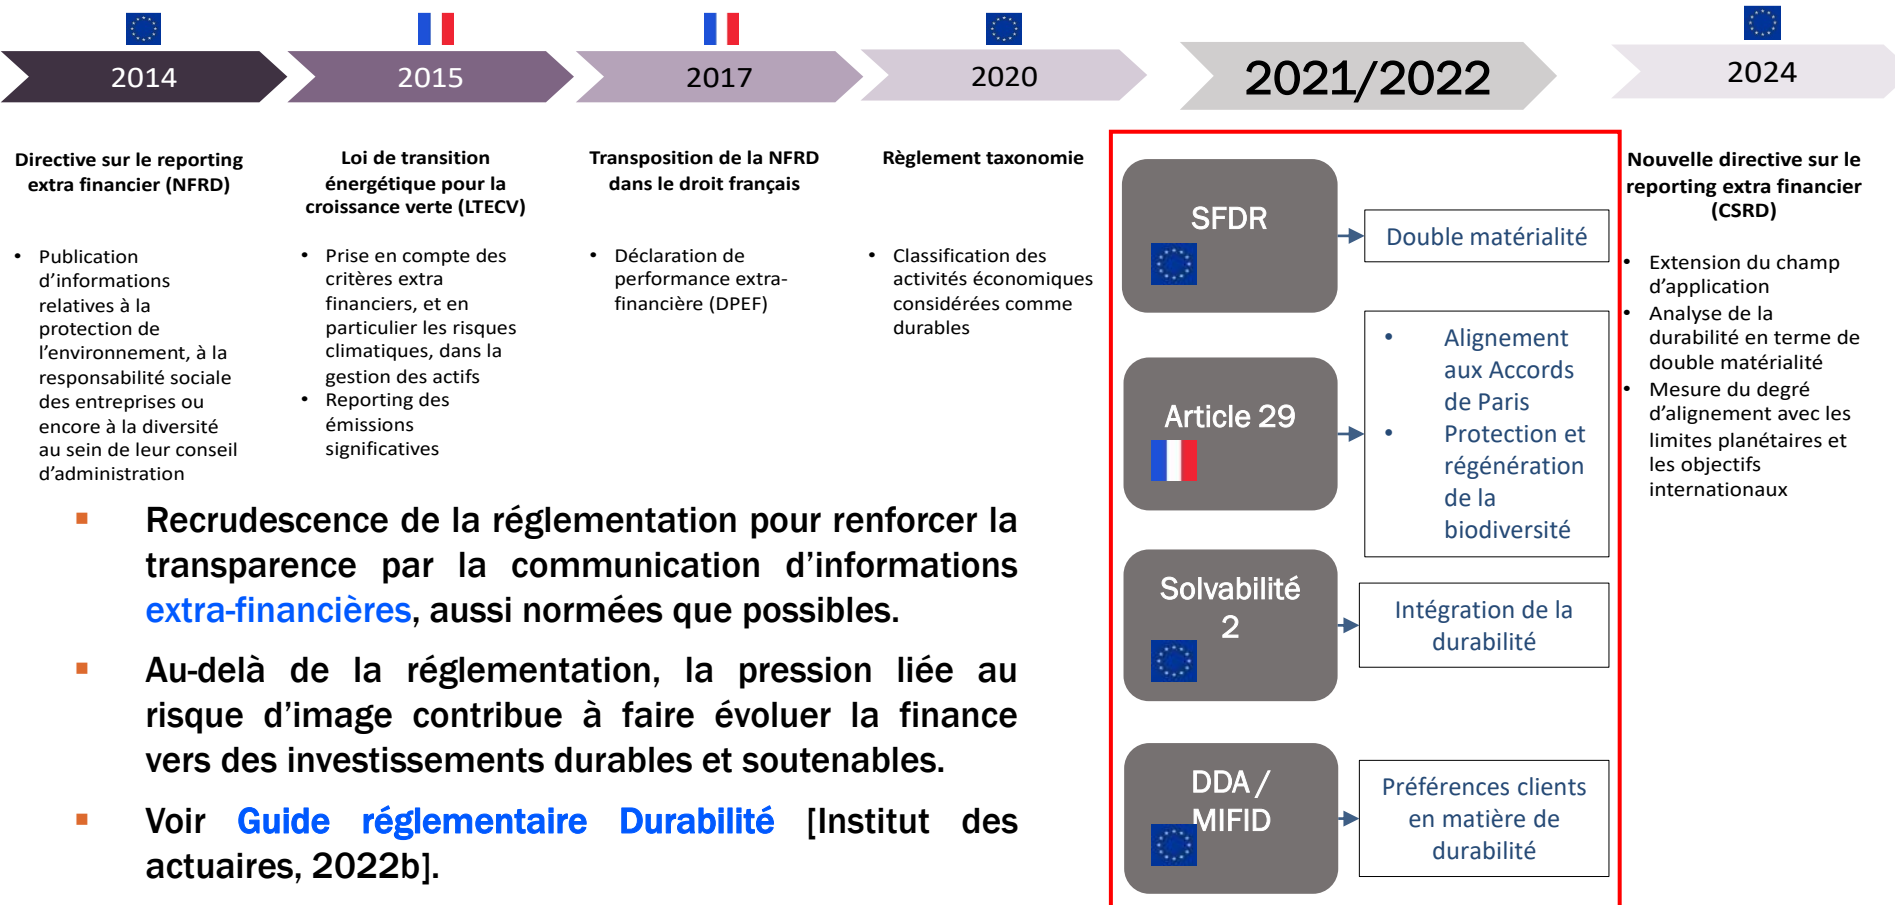 2014
2015
2017
2020
2021/2022
2024
Directive sur le reporting
extra financier (NFRD)
• Publication
d’informations
relatives à la
protection de
l’environnement, à la
responsabilité sociale
des entreprises ou
encore à la diversité
au sein de leur conseil
d’administration
Loi de transition
énergétique pour la
croissance verte (LTECV)
• Prise en compte des
critères extra
financiers, et en
particulier les risques
climatiques, dans la
gestion des actifs
• Reporting des
émissions
significatives
Transposition de la NFRD
dans le droit français
• Déclaration de
performance extra-
financière (DPEF)
Règlement taxonomie
• Classification des
activités économiques
considérées comme
durables
SFDR
Double matérialité
Article 29
• Alignement
aux Accords
de Paris
• Protection et
régénération
de la
biodiversité
Solvabilité
2
Intégration de la
durabilité
DDA /
MIFID
Préférences clients
en matière de
durabilité
Nouvelle directive sur le
reporting extra financier
(CSRD)
• Extension du champ
d’application
• Analyse de la
durabilité en terme de
double matérialité
• Mesure du degré
d’alignement avec les
limites planétaires et
les objectifs
internationaux
▪ Recrudescence de la réglementation pour renforcer la
transparence par la communication d’informations
extra-financières, aussi normées que possibles.
▪ Au-delà de la réglementation, la pression liée au
risque d’image contribue à faire évoluer la finance
vers des investissements durables et soutenables.
▪ Voir Guide réglementaire Durabilité [Institut des
actuaires, 2022b].